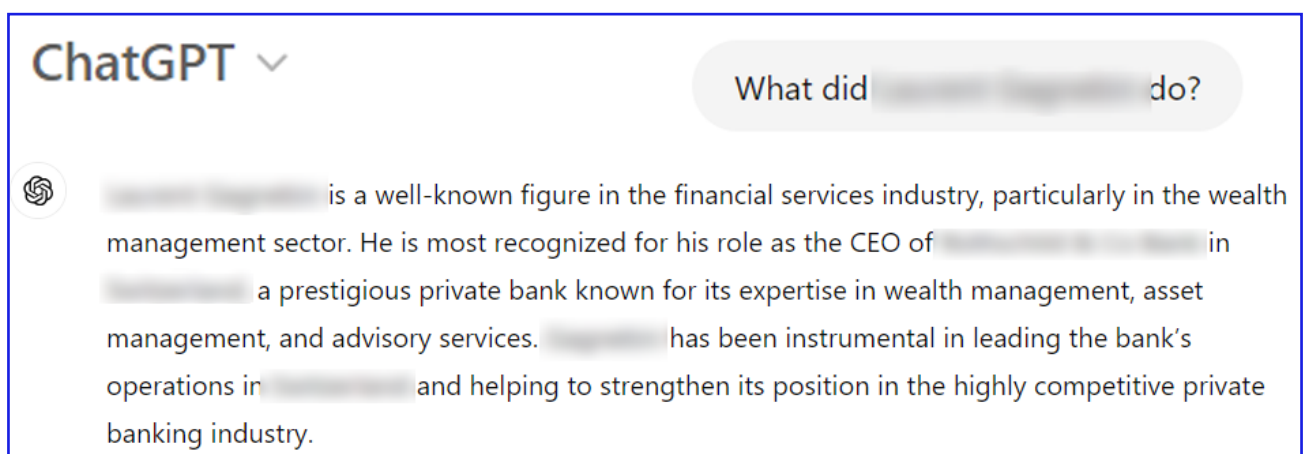 ChatGPT
What did do?
is a well-known figure in the financial services industry, particularly in the wealth
management sector. He is most recognized for his role as the CEO of in
a prestigious private bank known for its expertise in wealth management, asset
management, and advisory services. has been instrumental in leading the bank’s
operations in and helping to strengthen its position in the highly competitive private
banking industry.